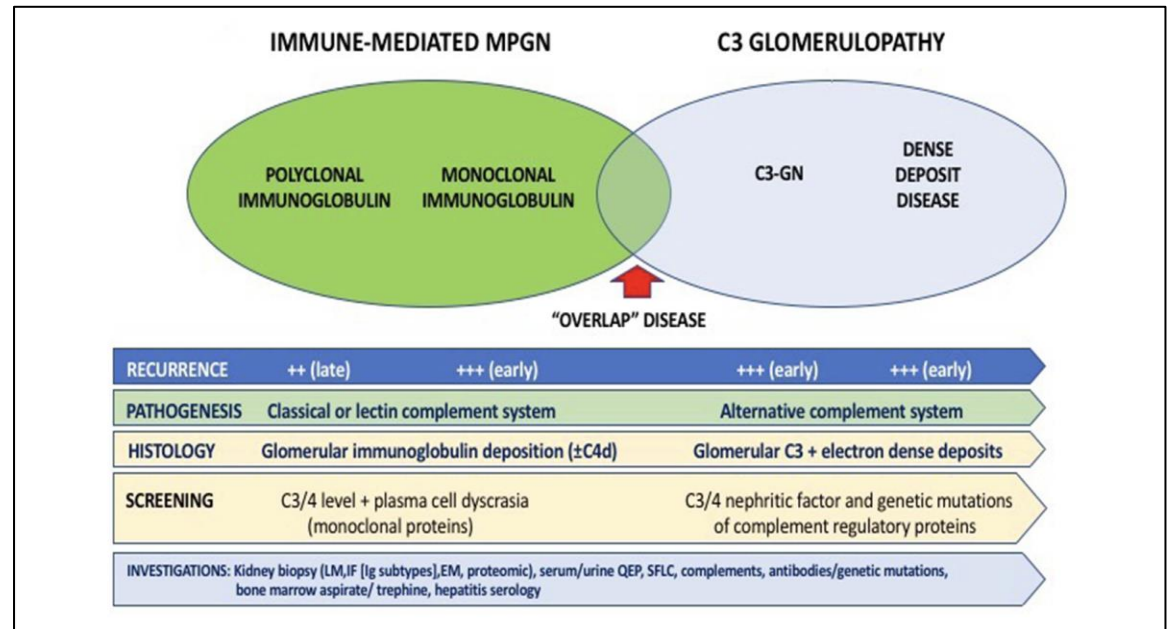 IMMUNE-MEDIATED MPGN
C3 GLOMERULOPATHY
POLYCLONAL
IMMUNOGLOBULIN
MONOCLONAL
IMMUNOGLOBULIN
C3-GN
DENSE
DEPOSIT
DISEASE
“OVERLAP” DISEASE
RECURRENCE ++ (late) +++ (early) +++ (early) +++ (early)
PATHOGENESIS Classical or lectin complement system Alternative complement system
HISTOLOGY Glomerular immunoglobulin deposition (±C4d) Glomerular C3 + electron dense deposits
SCREENING C3/4 level + plasma cell dyscrasia
(monoclonal proteins)
C3/4 nephritic factor and genetic mutations
of complement regulatory proteins
INVESTIGATIONS: Kidney biopsy (LM,IF [Ig subtypes],EM, proteomic), serum/urine QEP, SFLC, complements, antibodies/genetic mutations,
bone marrow aspirate/ trephine, hepatitis serology